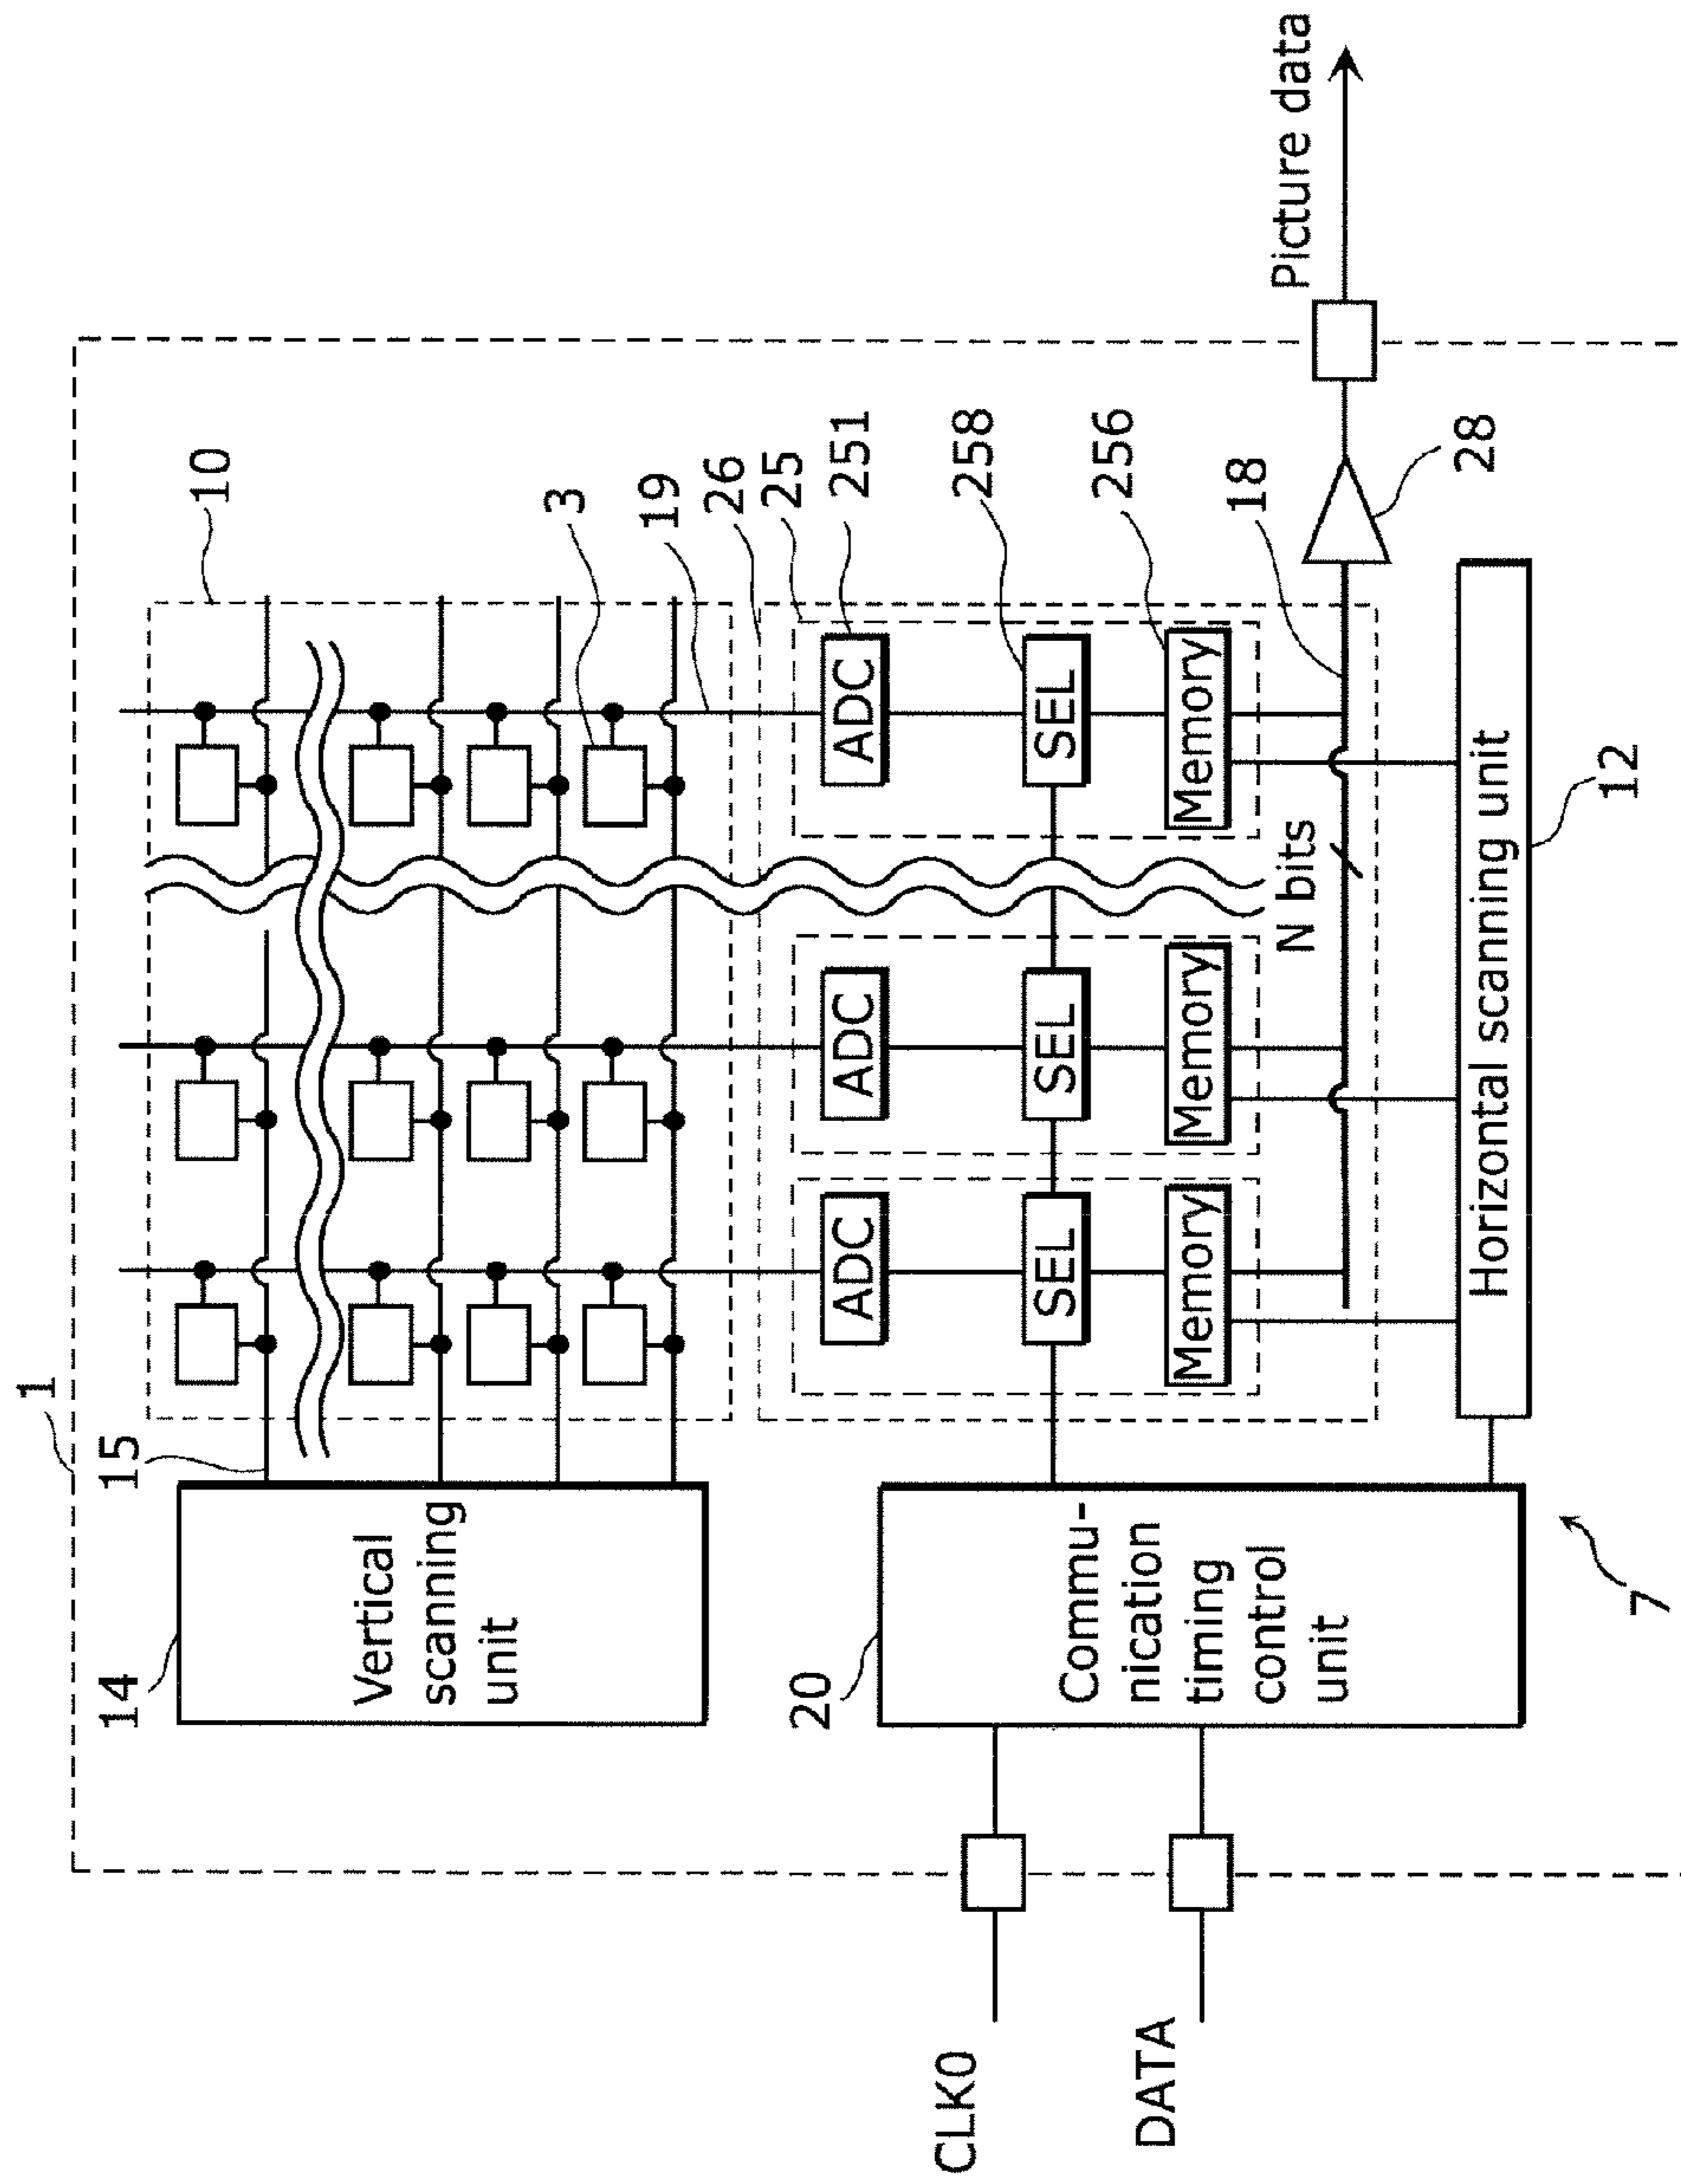 1
15
14
Vertical
scanning
unit
10
3
19
26
25
251
258
256
18
28
ADC
ADC
ADC
SEL
SEL
SEL
Memory
Memory
Memory
N bits
Picture data
Horizontal scanning unit
12
20
Commu-
nication
timing
control
unit
7
CLK0
DATA